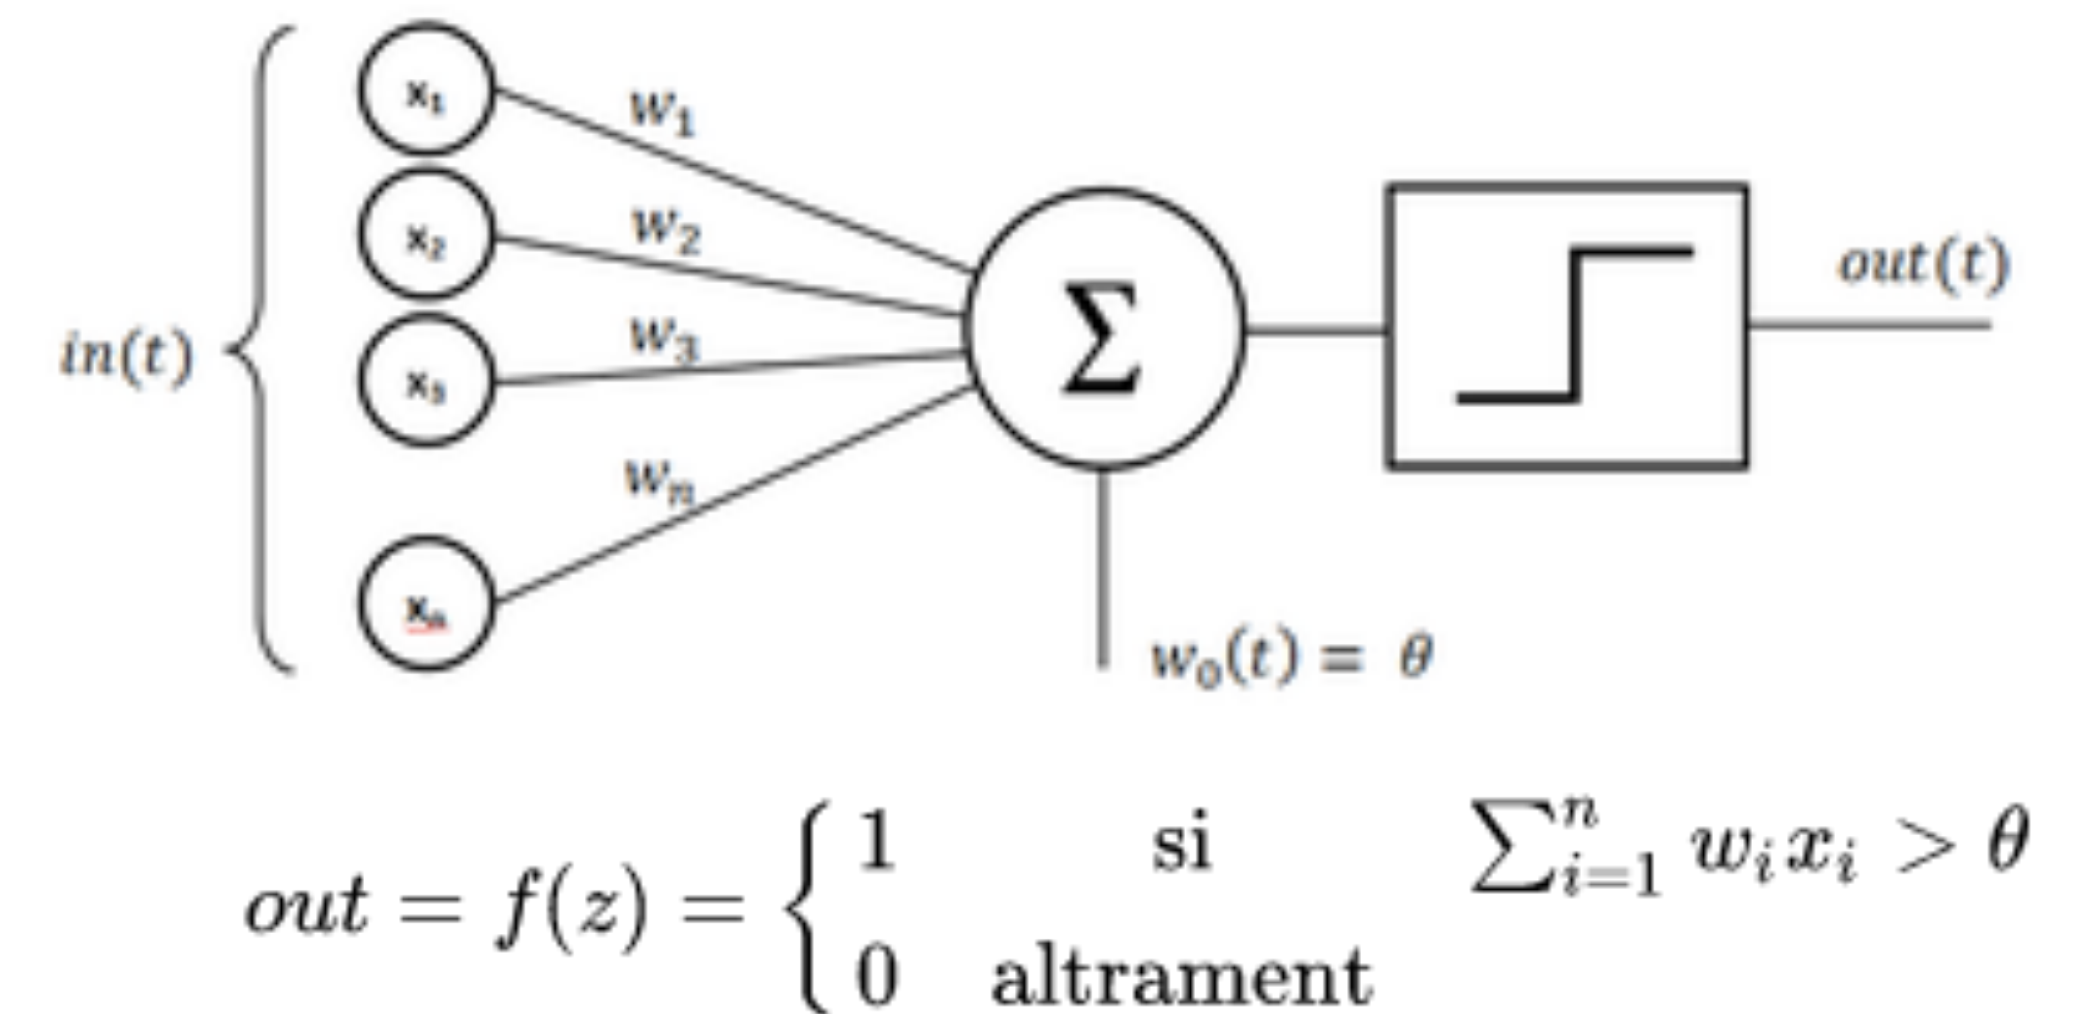 x₁
w₁
x₂
w₂
x₃
w₃
in(t)
wₙ
xₙ
Σ
out(t)
w₀(t) = θ
out = f(z) = { 1 si ∑ⁿᵢ₌₁ wᵢxᵢ > θ
0 altrament